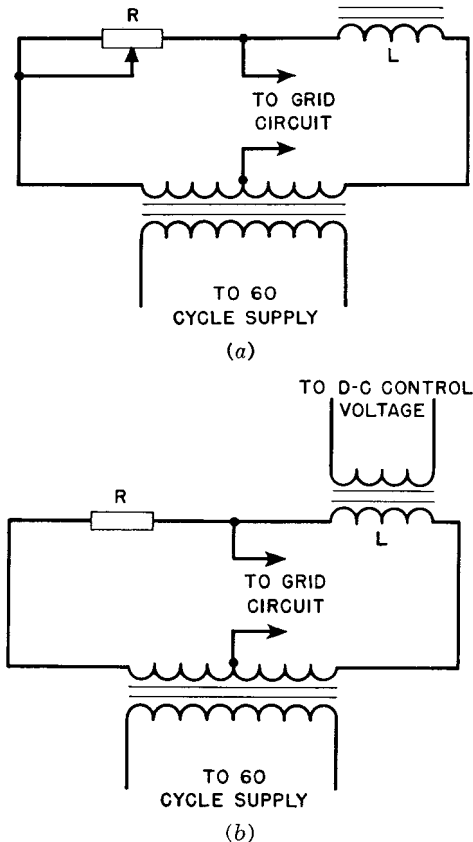 R
L
TO GRID
CIRCUIT
TO 60
CYCLE SUPPLY
(a)
TO D-C CONTROL
VOLTAGE
R
L
TO GRID
CIRCUIT
TO 60
CYCLE SUPPLY
(b)